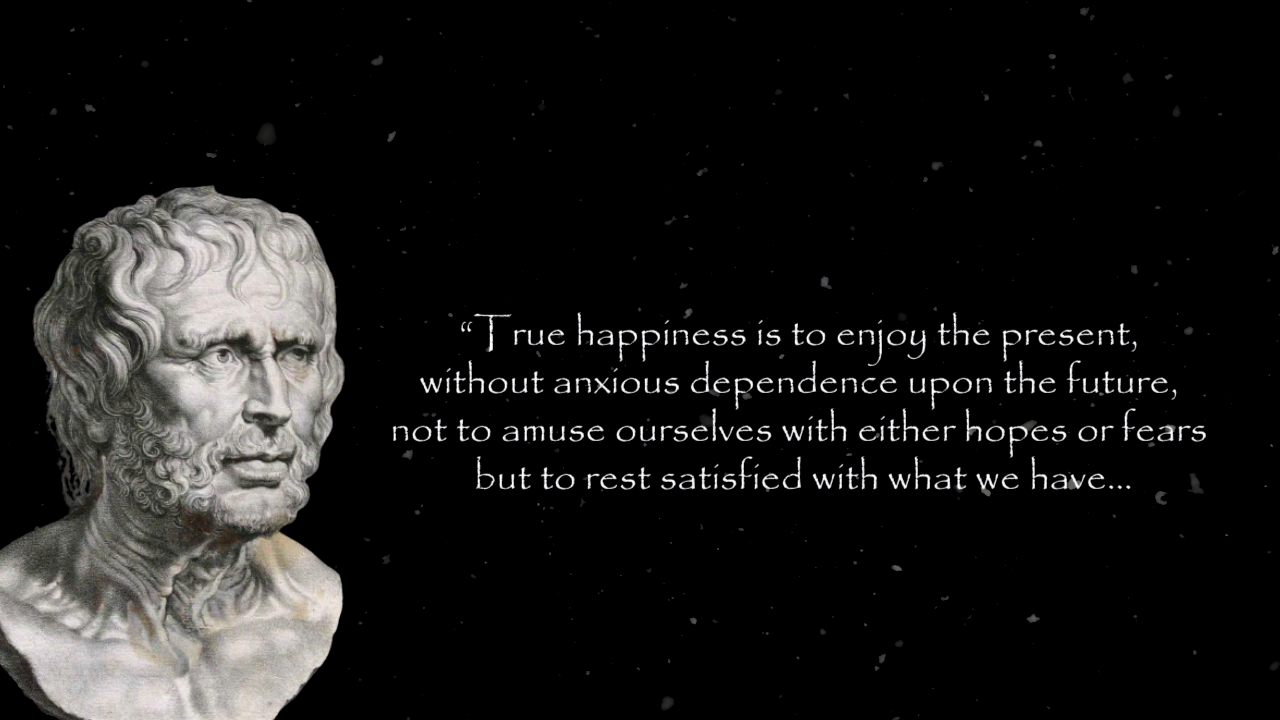 “True happiness is to enjoy the present,
without anxious dependence upon the future,
not to amuse ourselves with either hopes or fears
but to rest satisfied with what we have...